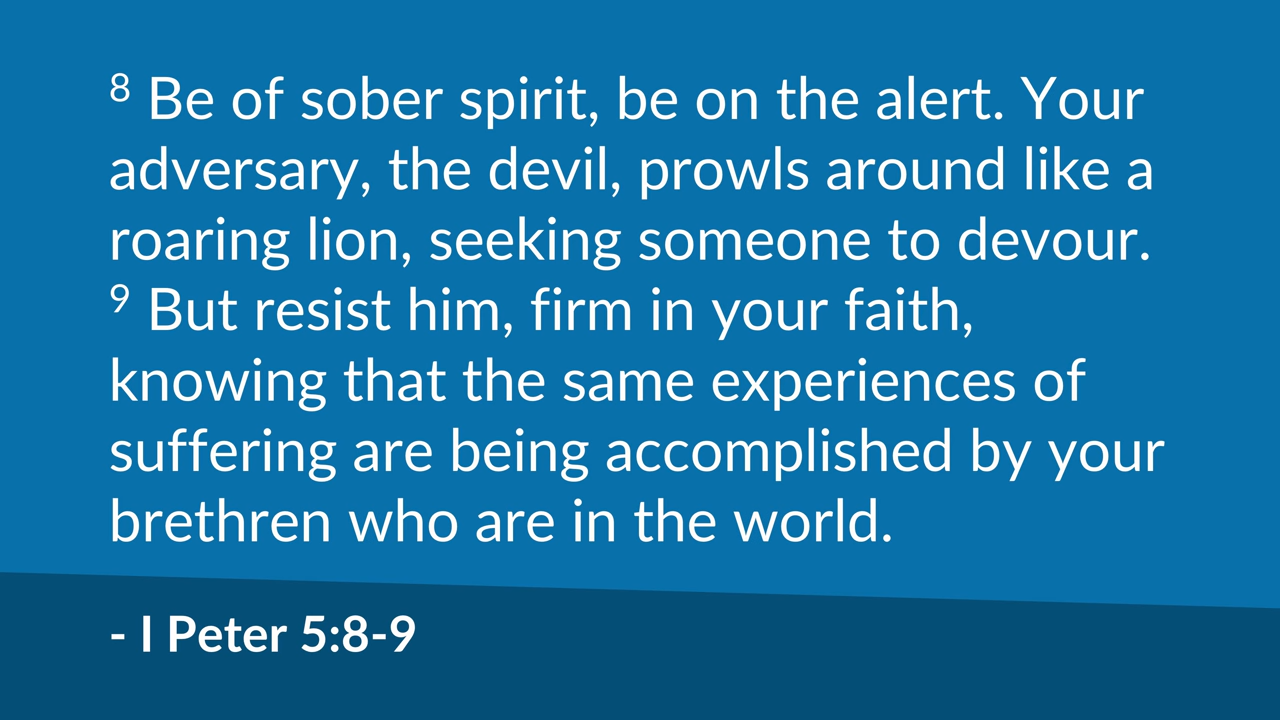 ⁸ Be of sober spirit, be on the alert. Your
adversary, the devil, prowls around like a
roaring lion, seeking someone to devour.
⁹ But resist him, firm in your faith,
knowing that the same experiences of
suffering are being accomplished by your
brethren who are in the world.
- I Peter 5:8-9